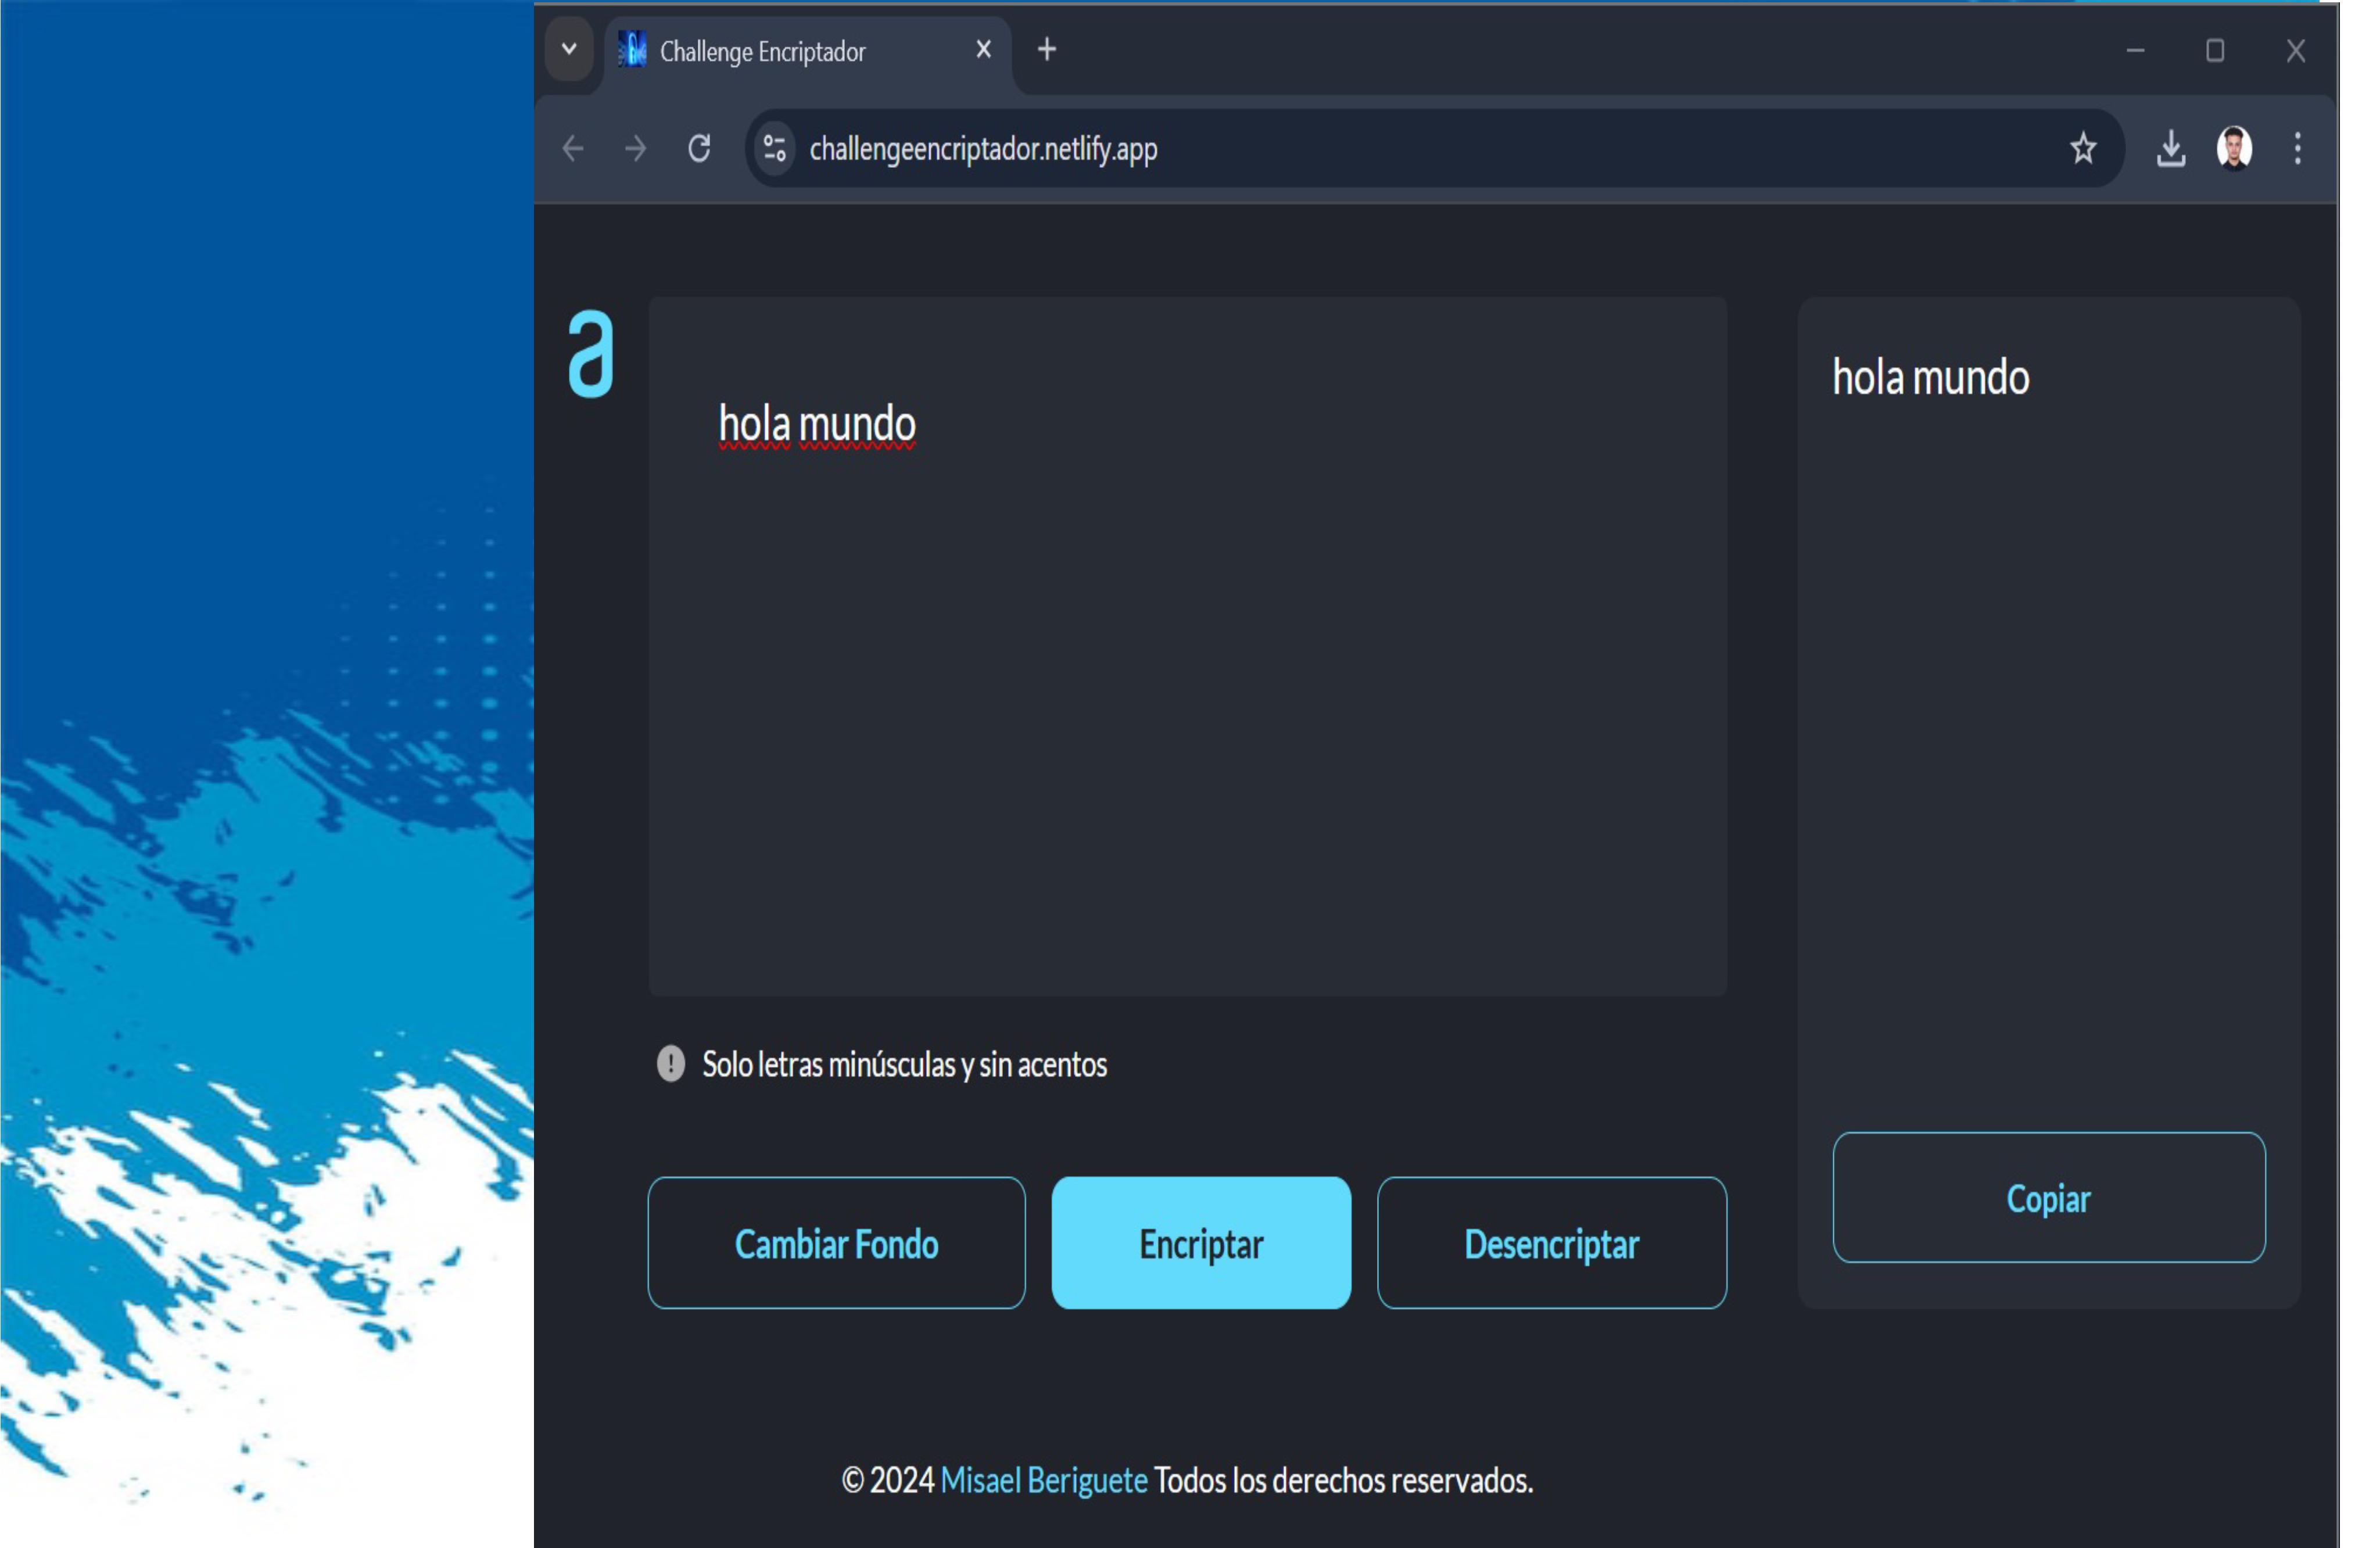 Challenge Encriptador
challengeencriptador.netlify.app
a
hola mundo
hola mundo
Solo letras minúsculas y sin acentos
Cambiar Fondo
Encriptar
Desencriptar
Copiar
© 2024 Misael Beriguete Todos los derechos reservados.